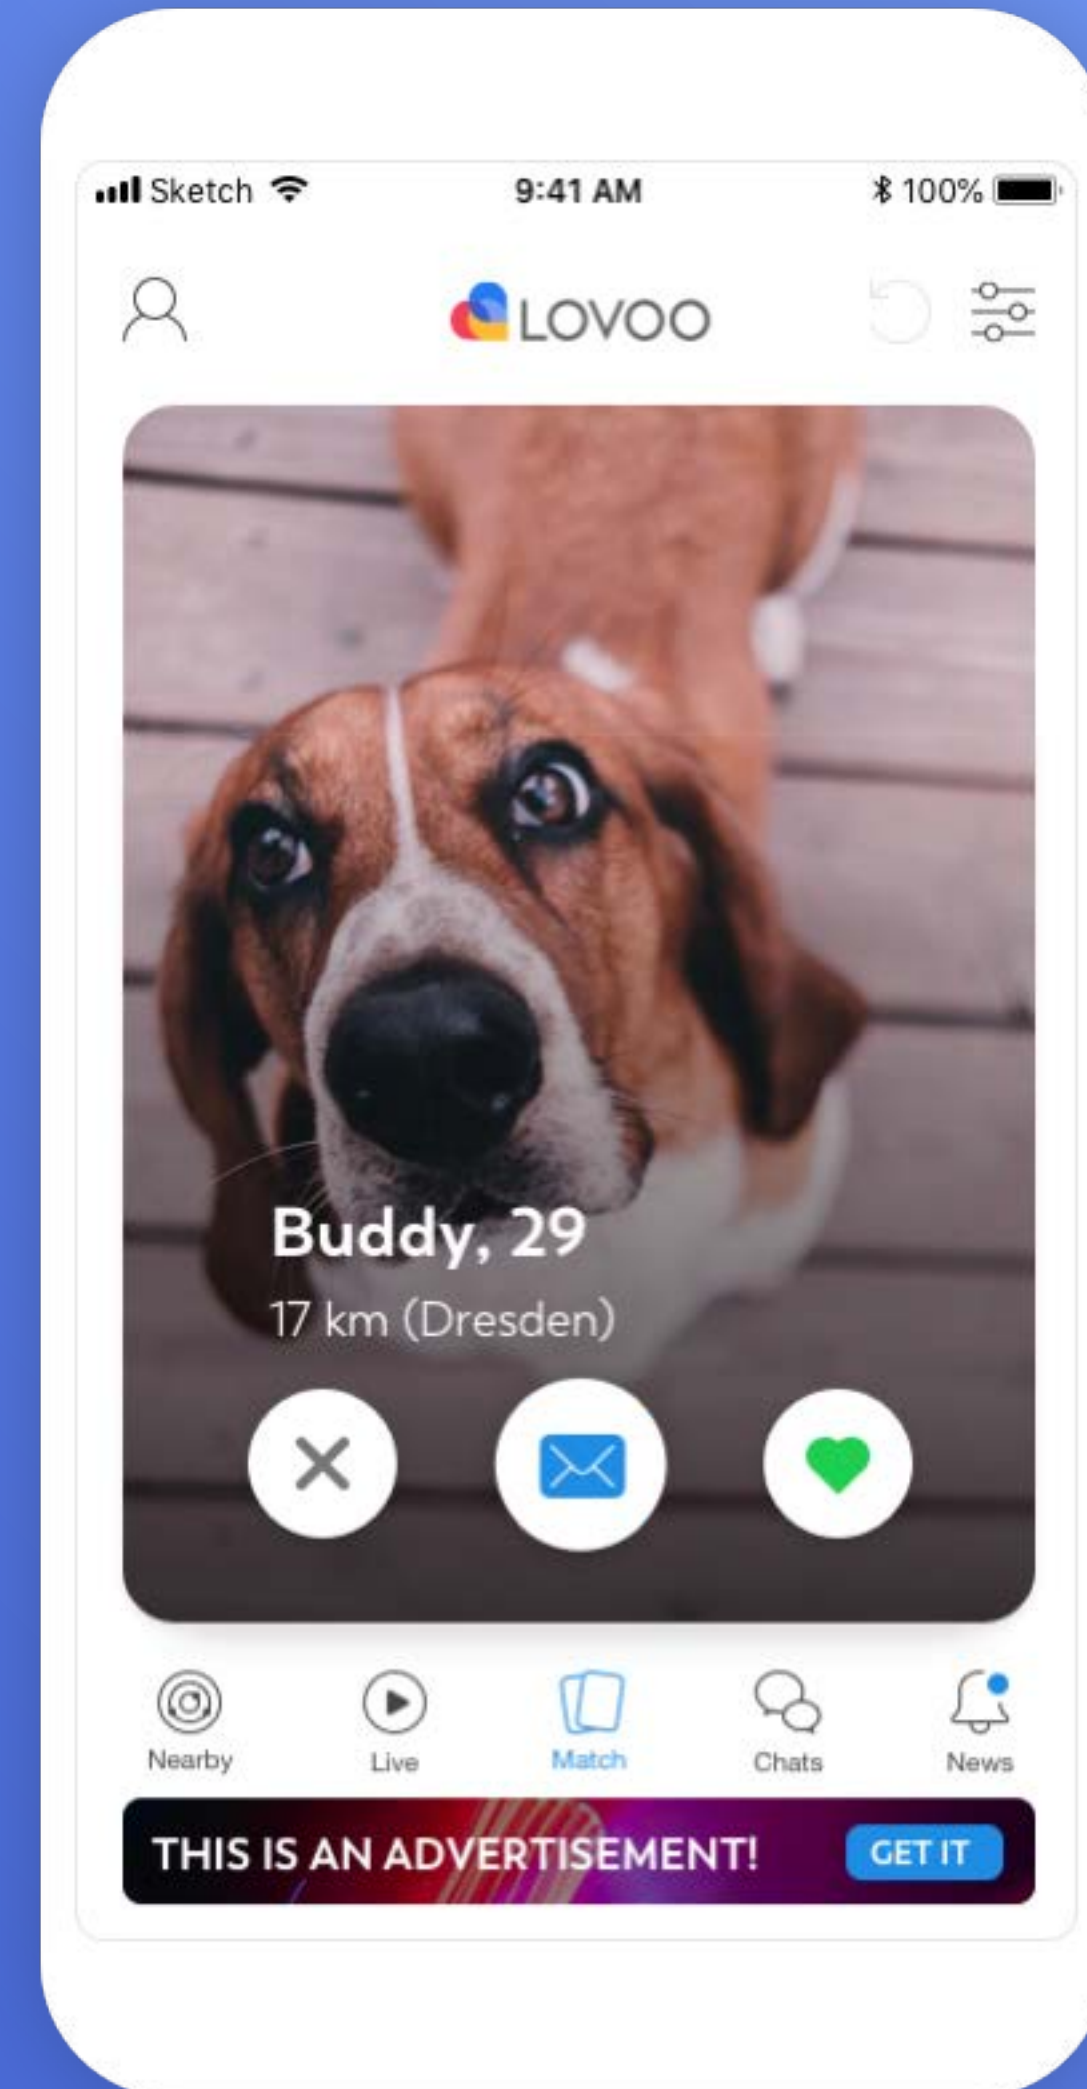 Sketch 9:41 AM 100%
LOVOO
Buddy, 29
17 km (Dresden)
Nearby Live Match Chats News
THIS IS AN ADVERTISEMENT! GET IT